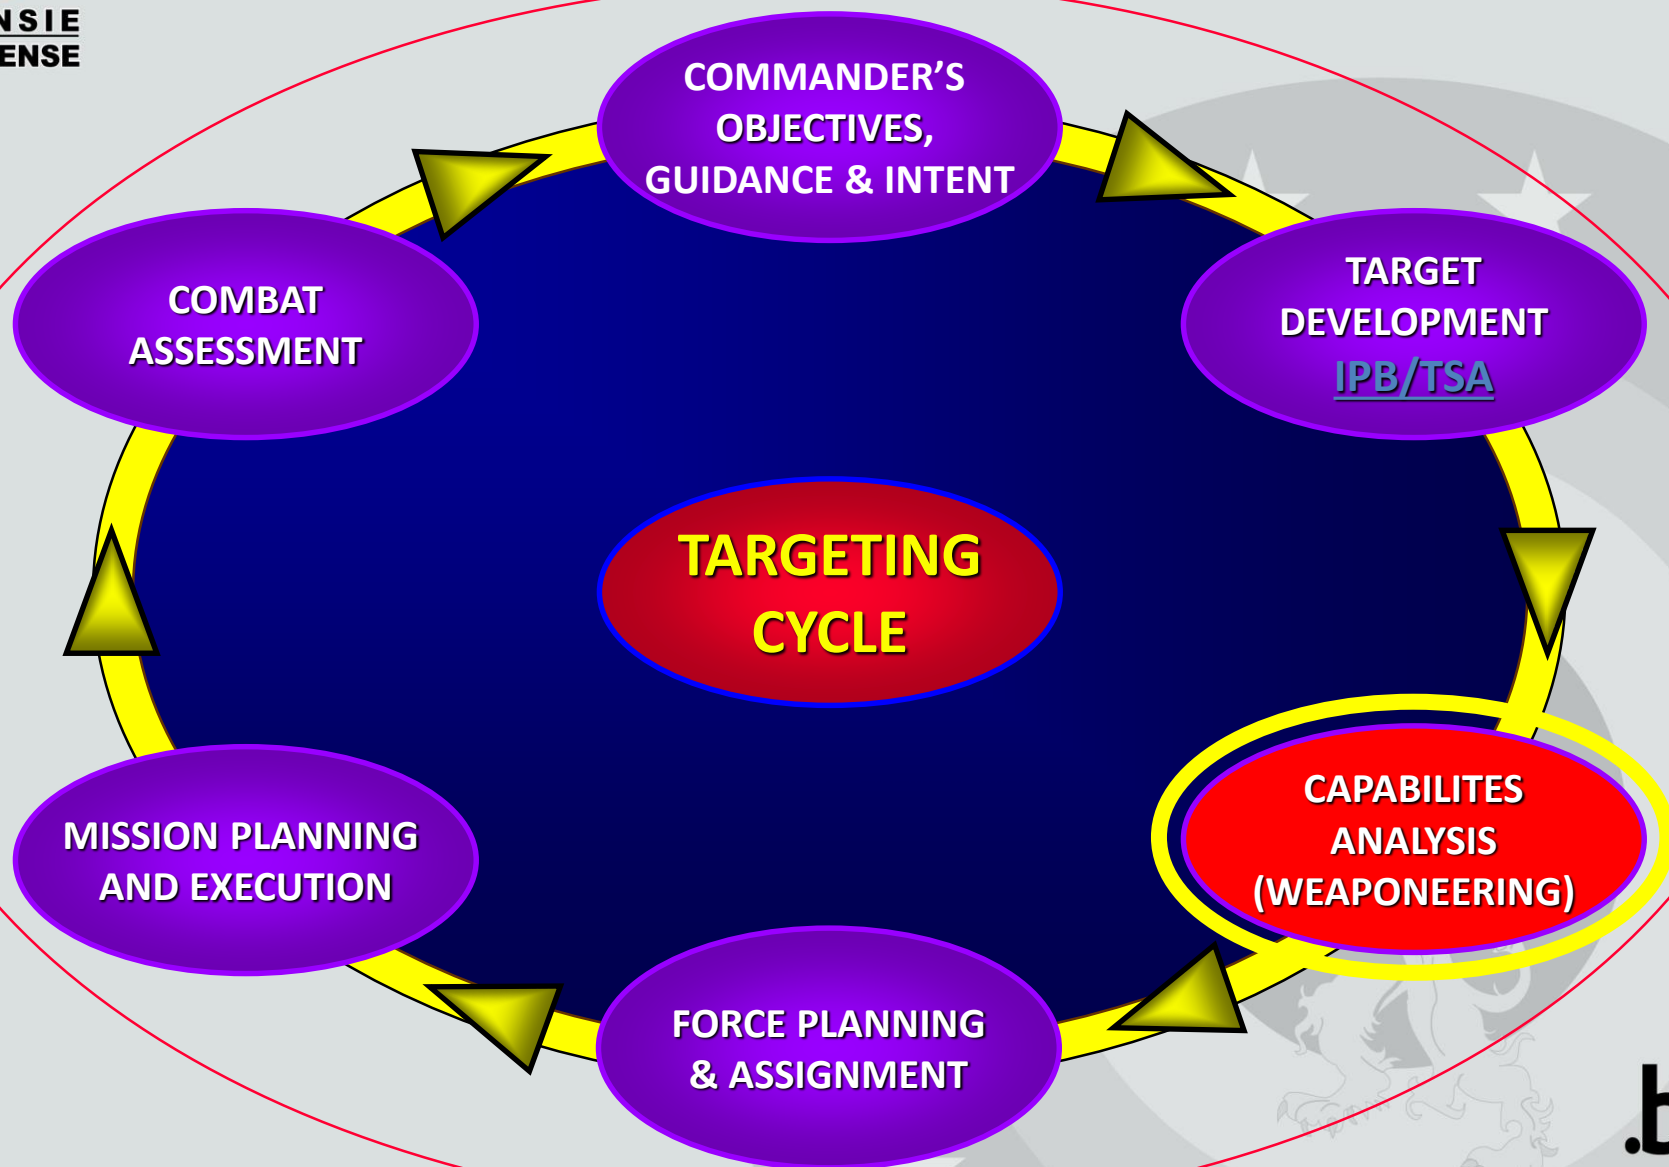 NSIE
ENSE
COMMANDER'S
OBJECTIVES,
GUIDANCE & INTENT
TARGET
DEVELOPMENT
IPB/TSA
CAPABILITES
ANALYSIS
(WEAPONEERING)
FORCE PLANNING
& ASSIGNMENT
MISSION PLANNING
AND EXECUTION
COMBAT
ASSESSMENT
TARGETING
CYCLE
.b